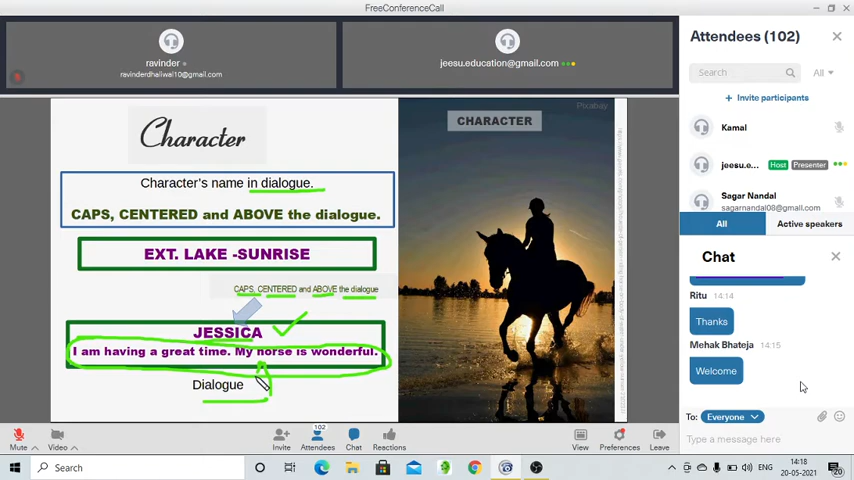 FreeConferenceCall
ravinder
ravinderdhailwal10@gmail.com
jeesu.education@gmail.com
Character
Character's name in dialogue.
CAPS, CENTERED and ABOVE the dialogue.
EXT. LAKE -SUNRISE
CAPS, CENTERED and ABOVE the dialogue
JESSICA
I am having a great time. My horse is wonderful.
Dialogue
CHARACTER
Pixabay
Attendees (102)
Search
All
+ Invite participants
Kamal
jeesu.e...
Host
Presenter
Sagar Nandal
sagarnandal08@gmail.com
All
Active speakers
Chat
Ritu 14:14
Thanks
Mehak Bhateja 14:15
Welcome
To: Everyone
Type a message here
Mute
Video
Invite
102
Attendees
Chat
Reactions
View
Preferences
Leave
Search
ENG
14:18
20-05-2021
20